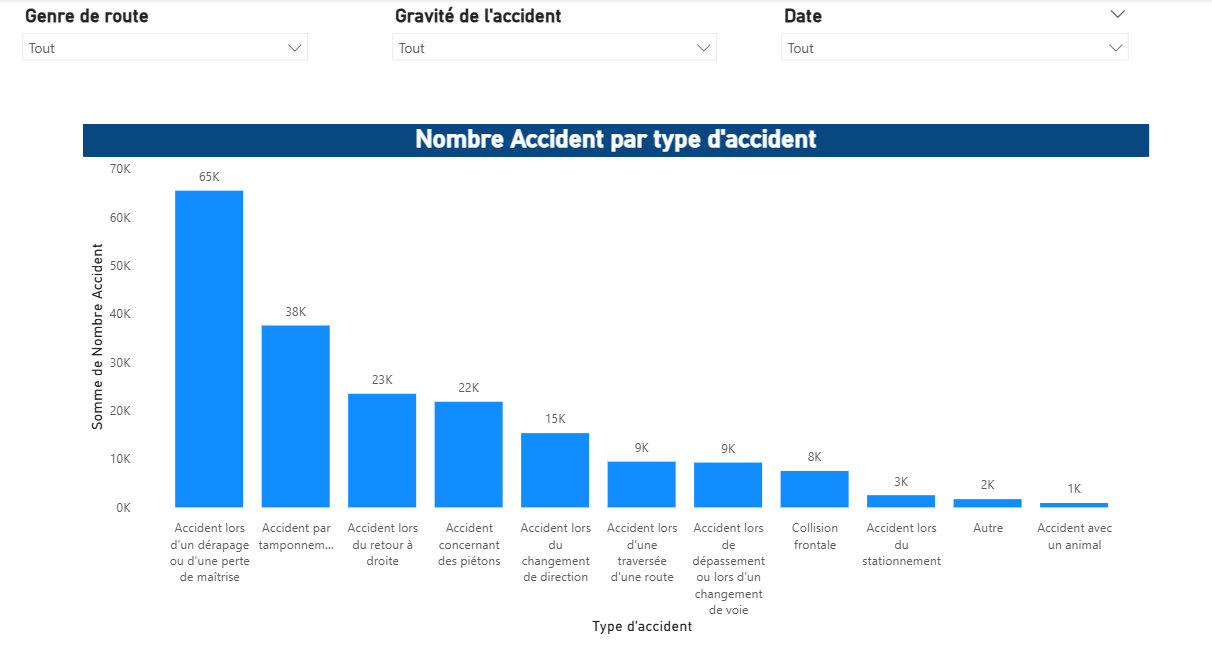 Genre de route
Gravité de l'accident
Date
Tout
Tout
Tout
Nombre Accident par type d'accident
Somme de Nombre Accident
70K
60K
50K
40K
30K
20K
10K
0K
65K
38K
23K
22K
15K
9K
9K
8K
3K
2K
1K
Accident lors
d'un dérapage
ou d'une perte
de maîtrise
Accident par
tamponnem...
Accident lors
du retour à
droite
Accident
concernant
des piétons
Accident lors
du
changement
de direction
Accident lors
d'une
traversée
d'une route
Accident lors
de
dépassement
ou lors d'un
changement
de voie
Collision
frontale
Accident lors
du
stationnement
Autre
Accident avec
un animal
Type d'accident